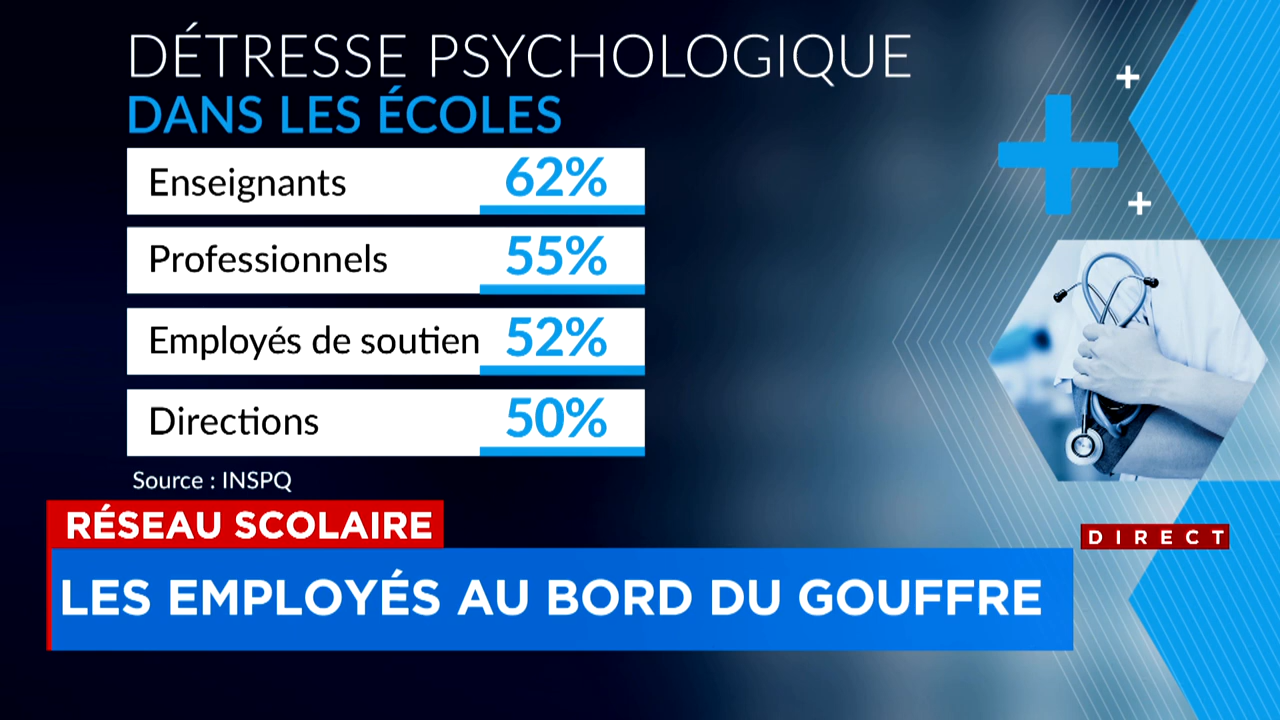 DÉTRESSE PSYCHOLOGIQUE
DANS LES ÉCOLES
Enseignants 62%
Professionnels 55%
Employés de soutien 52%
Directions 50%
Source : INSPQ
RÉSEAU SCOLAIRE
DIRECT
LES EMPLOYÉS AU BORD DU GOUFFRE